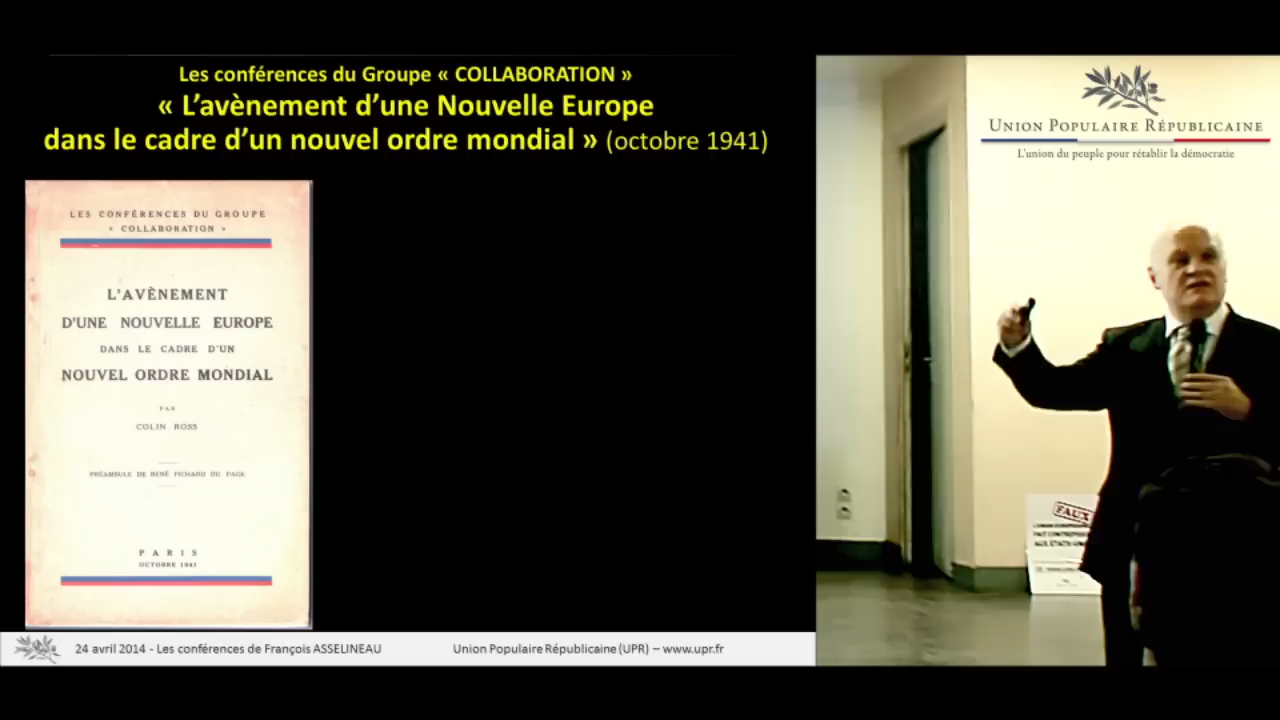 Les conférences du Groupe « COLLABORATION »
« L’avènement d’une Nouvelle Europe
dans le cadre d’un nouvel ordre mondial » (octobre 1941)
LES CONFÉRENCES DU GROUPE
« COLLABORATION »
L'AVÈNEMENT
D'UNE NOUVELLE EUROPE
DANS LE CADRE D'UN
NOUVEL ORDRE MONDIAL
PAR
COLIN ROSS
PRÉAMBULE DE RENÉ PICHARD DU PAGE
PARIS
OCTOBRE 1941
24 avril 2014 - Les conférences de François ASSELINEAU
Union Populaire Républicaine (UPR) – www.upr.fr
UNION POPULAIRE RÉPUBLICAINE
L'union du peuple pour rétablir la démocratie
FAUX